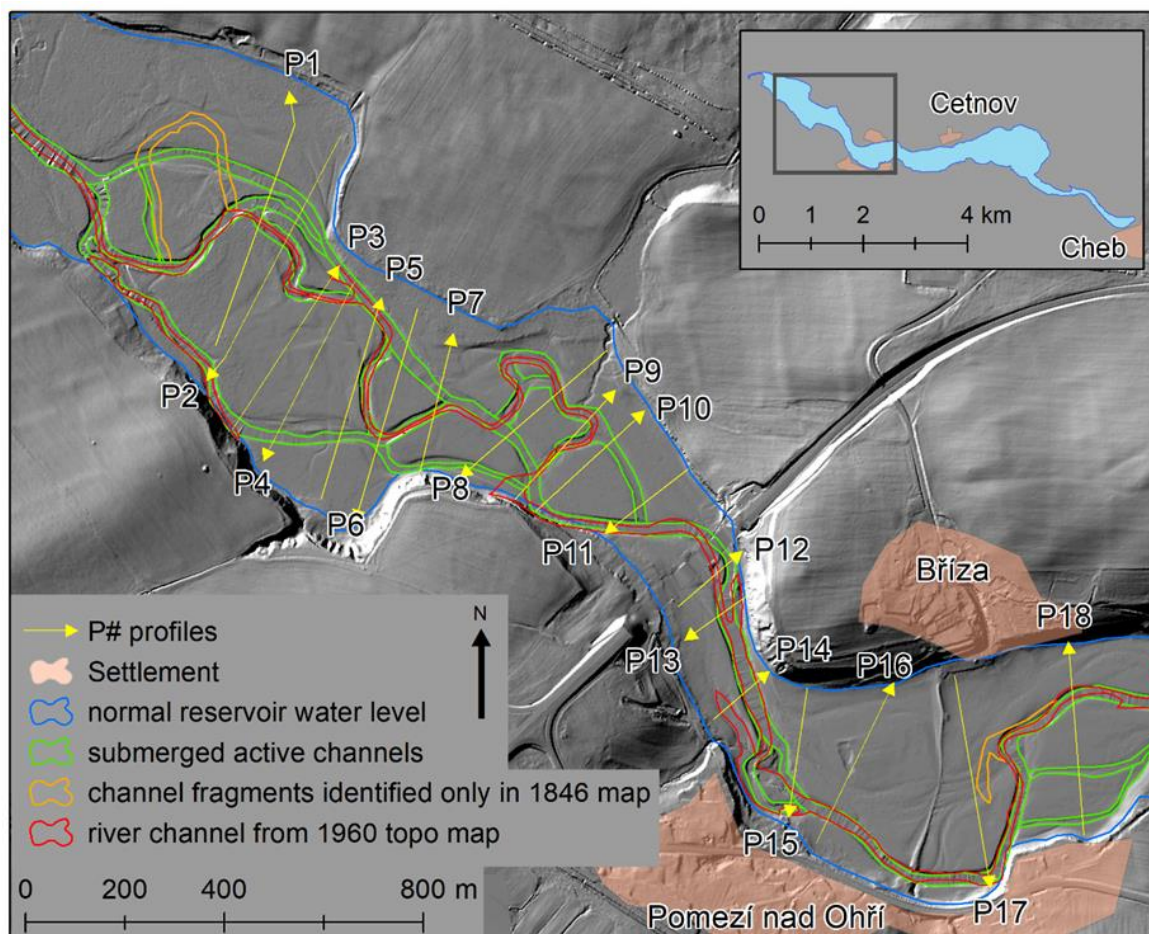 P1
Cetnov
0 1 2 4 km
Cheb
P3
P5
P7
P2
P9
P10
P4
P8
P6
P11
P12
Bříza
P18
P# profiles
N
P13
P14
P16
Settlement
normal reservoir water level
submerged active channels
channel fragments identified only in 1846 map
river channel from 1960 topo map
P15
0 200 400 800 m
Pomezí nad Ohří
P17